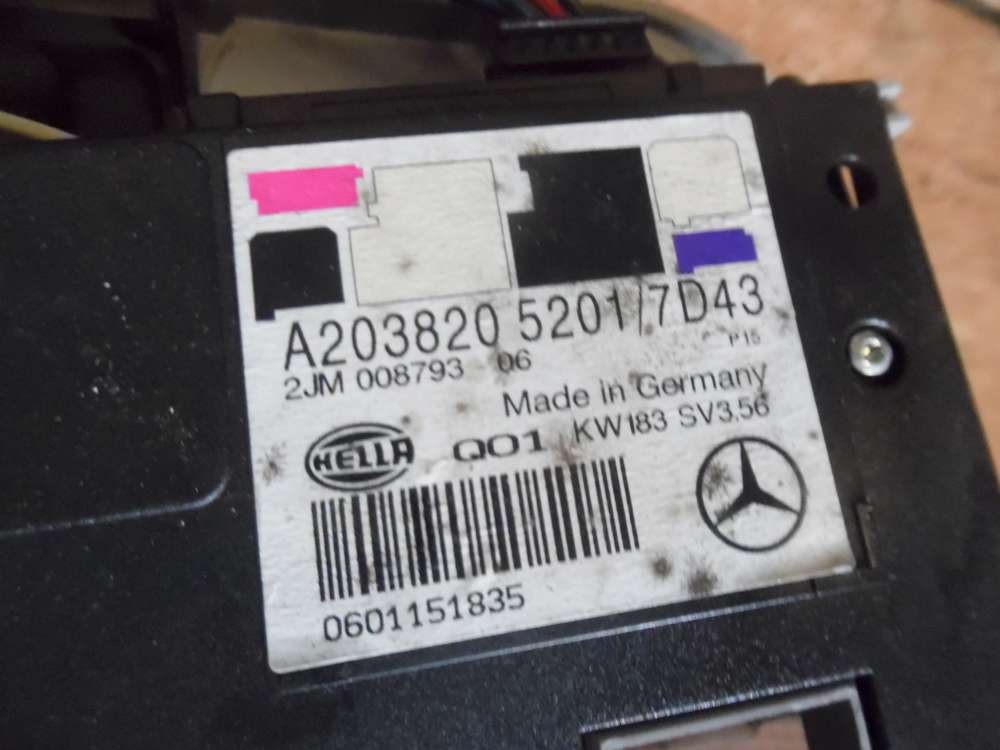 A203820 5201/7D43
2JM 008793 06
P15
Made in Germany
HELLA Q01 KW183 SV3.56
0601151835